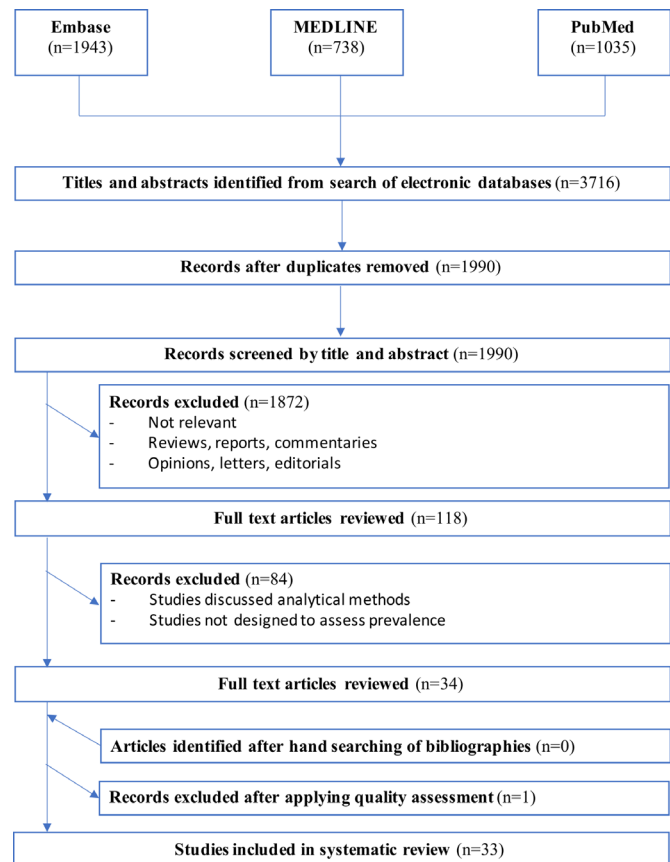 Embase
(n=1943)
MEDLINE
(n=738)
PubMed
(n=1035)
Titles and abstracts identified from search of electronic databases (n=3716)
Records after duplicates removed (n=1990)
Records screened by title and abstract (n=1990)
Records excluded (n=1872)
- Not relevant
- Reviews, reports, commentaries
- Opinions, letters, editorials
Full text articles reviewed (n=118)
Records excluded (n=84)
- Studies discussed analytical methods
- Studies not designed to assess prevalence
Full text articles reviewed (n=34)
Articles identified after hand searching of bibliographies (n=0)
Records excluded after applying quality assessment (n=1)
Studies included in systematic review (n=33)